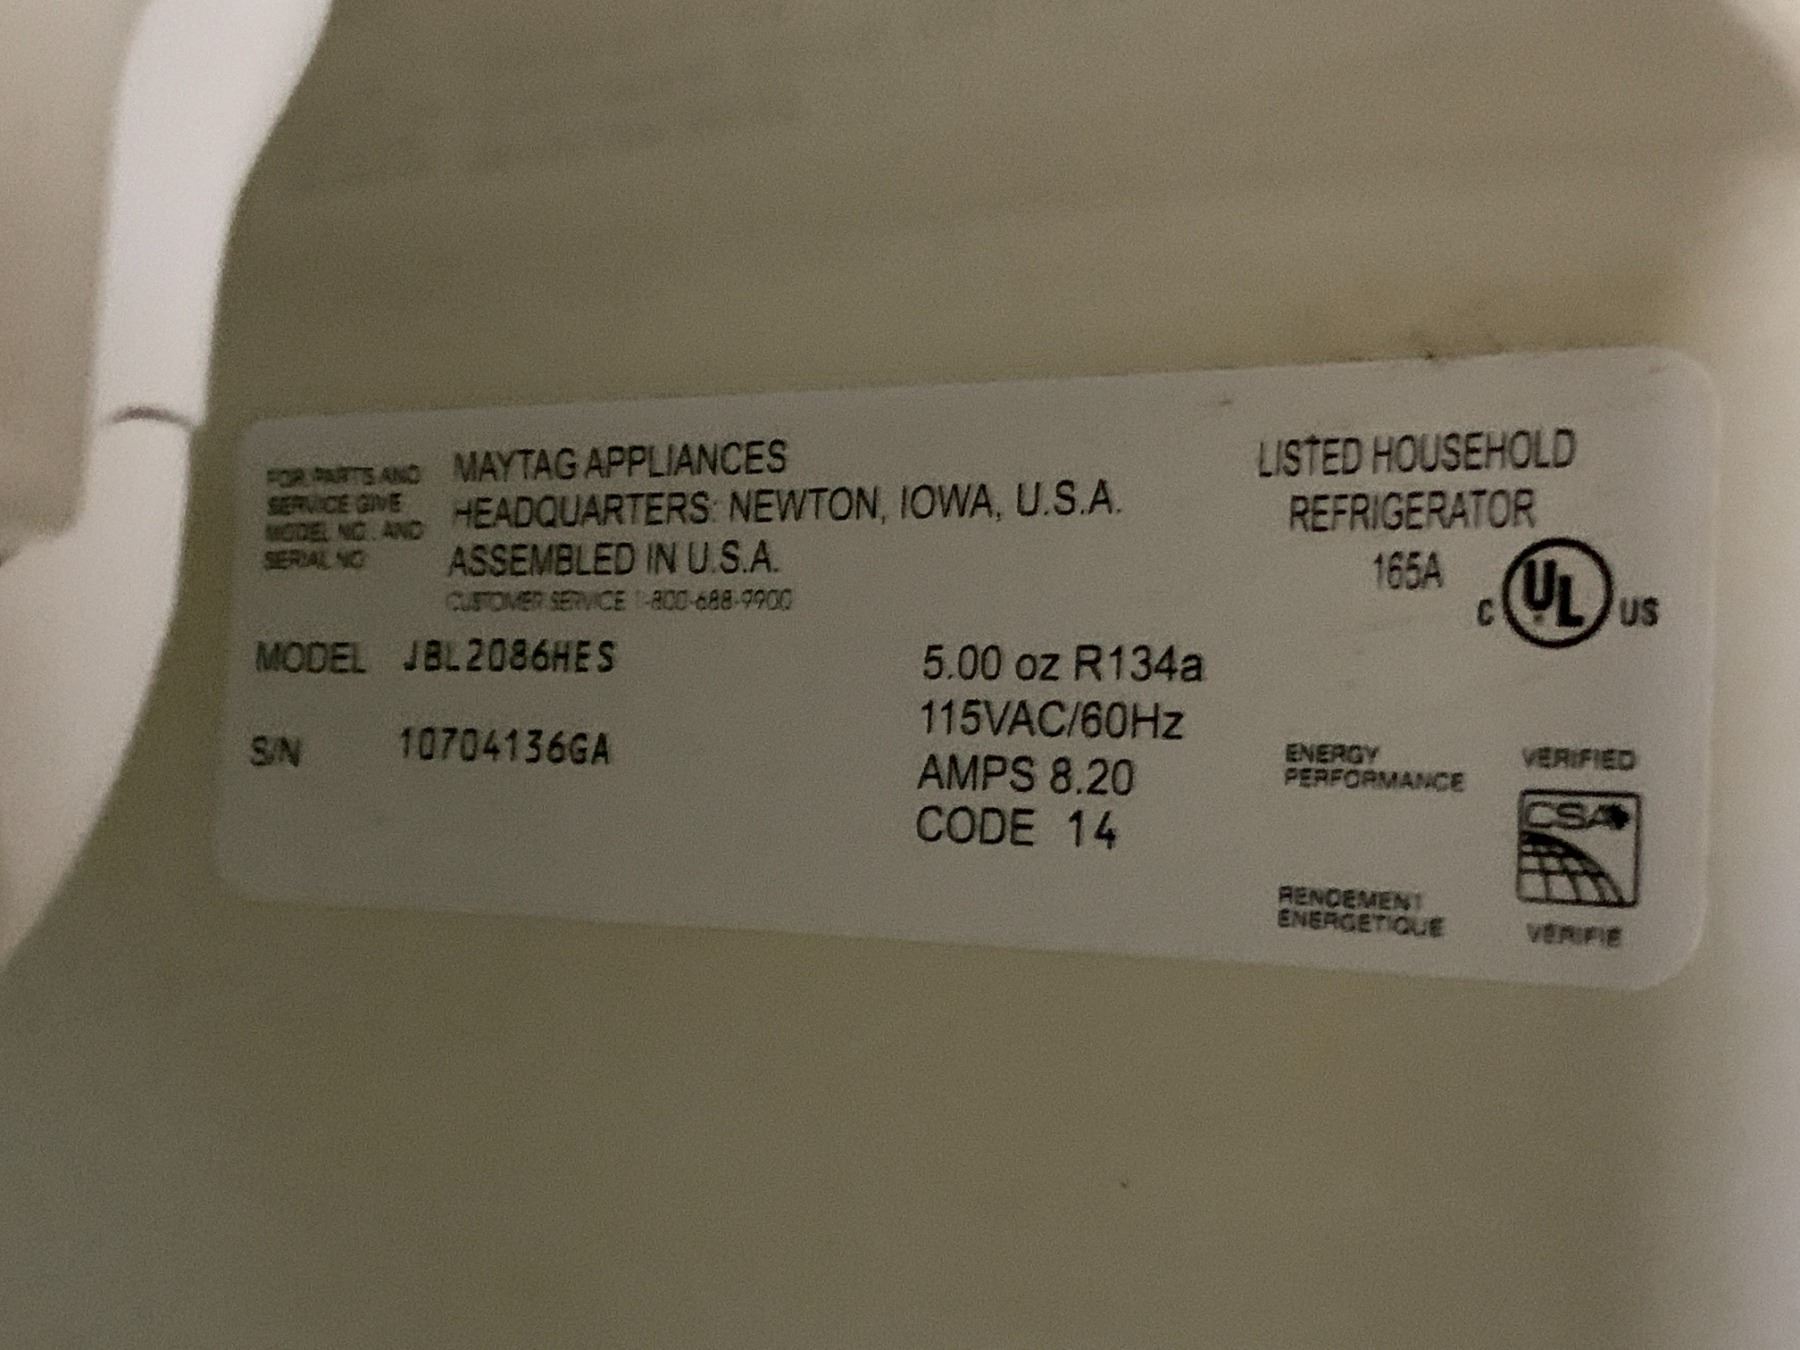 FOR PARTS AND
SERVICE GIVE
MODEL NO. AND
SERIAL NO
MAYTAG APPLIANCES
HEADQUARTERS: NEWTON, IOWA, U.S.A.
ASSEMBLED IN U.S.A.
CUSTOMER SERVICE 1-800-688-9900
MODEL JBL2086HES
S/N 10704136GA
5.00 oz R134a
115VAC/60Hz
AMPS 8.20
CODE 14
LISTED HOUSEHOLD
REFRIGERATOR
165A
C UL US
ENERGY
PERFORMANCE
VERIFIED
CSA
RENDEMENT
ENERGETIQUE
VERIFIE